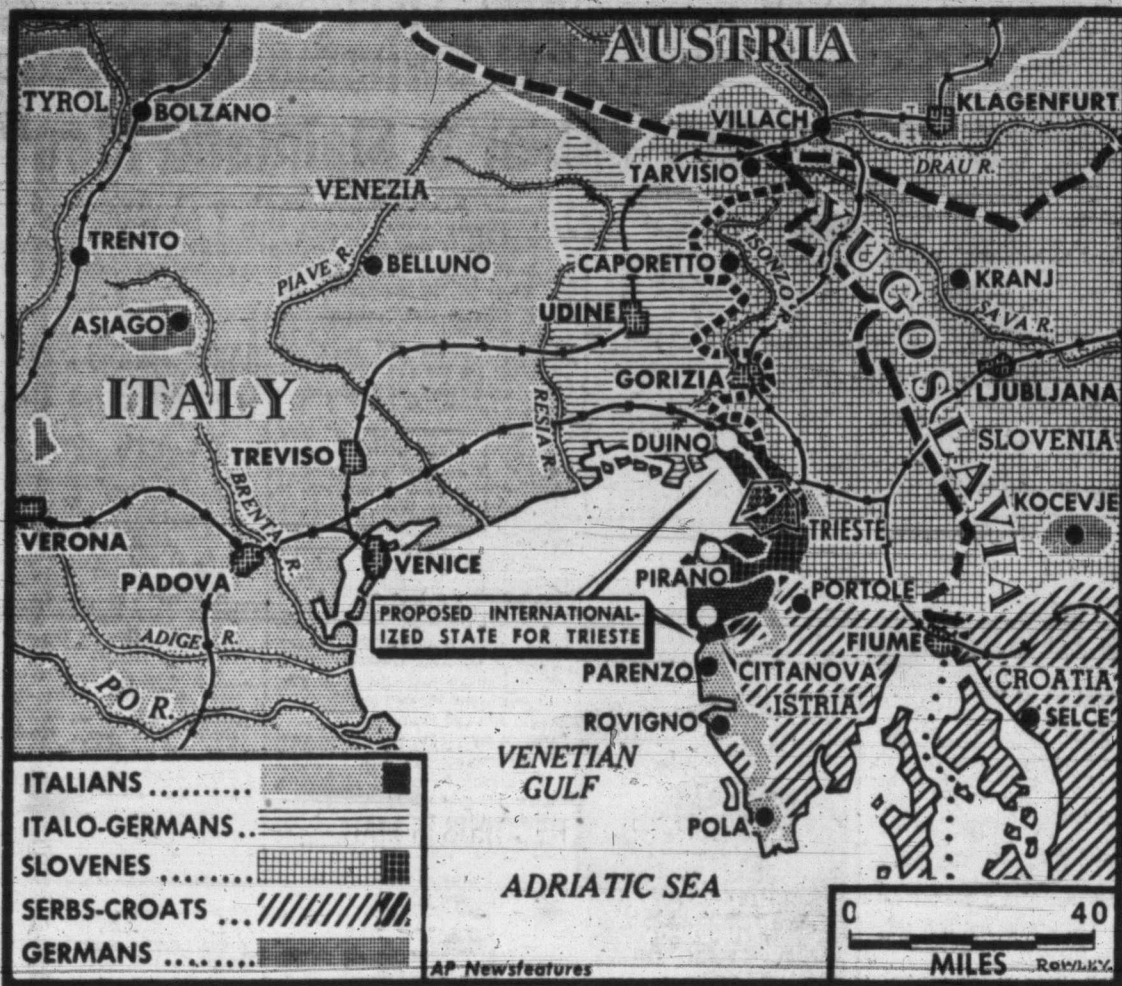 AUSTRIA
TYROL
BOLZANO
VILLACH
KLAGENFURT
TARVISIO
DRAU R.
VENEZIA
TRENTO
PIAVE R.
BELLUNO
CAPORETTO
ISONZO R.
YUGOSLAVIA
KRANJ
SAVA R.
ASIAGO
UDINE
ITALY
GORIZIA
LJUBLJANA
RESIA R.
DUINO
SLOVENIA
TREVISO
BRENTA R.
KOCEVJE
VERONA
TRIESTE
PADOVA
VENICE
PIRANO
PORTOLE
PROPOSED INTERNATIONAL-
IZED STATE FOR TRIESTE
ADIGE R.
FIUME
PARENZO
CITTANOVA
ISTRIA
CROATIA
PO R.
ROVIGNO
SELCE
VENETIAN
GULF
POLA
ADRIATIC SEA
ITALIANS ..........
ITALO-GERMANS..
SLOVENES ........
SERBS-CROATS ...
GERMANS ........
AP Newsfeatures
0 40
MILES
ROWLEY.